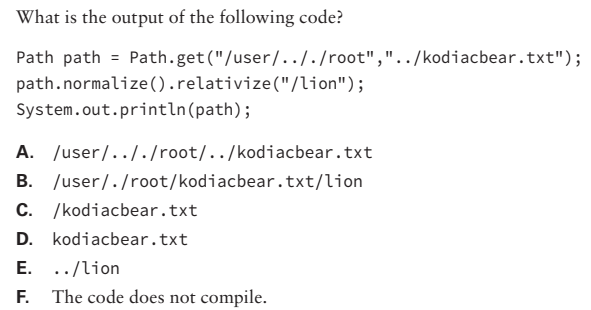 What is the output of the following code?
Path path = Path.get("/user/.././root","../kodiacbear.txt");
path.normalize().relativize("/lion");
System.out.println(path);
A. /user/.././root/../kodiacbear.txt
B. /user/./root/kodiacbear.txt/lion
C. /kodiacbear.txt
D. kodiacbear.txt
E. ../lion
F. The code does not compile.